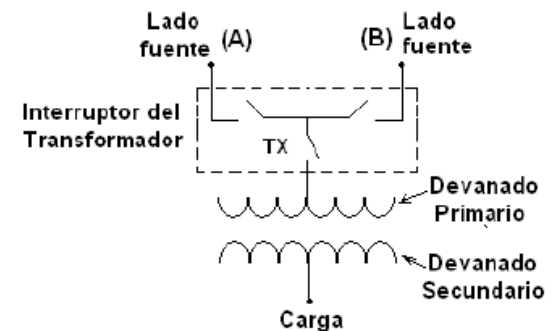 Lado
fuente (A)
(B) Lado
fuente
Interruptor del
Transformador
TX
Devanado
Primario
Devanado
Secundario
Carga